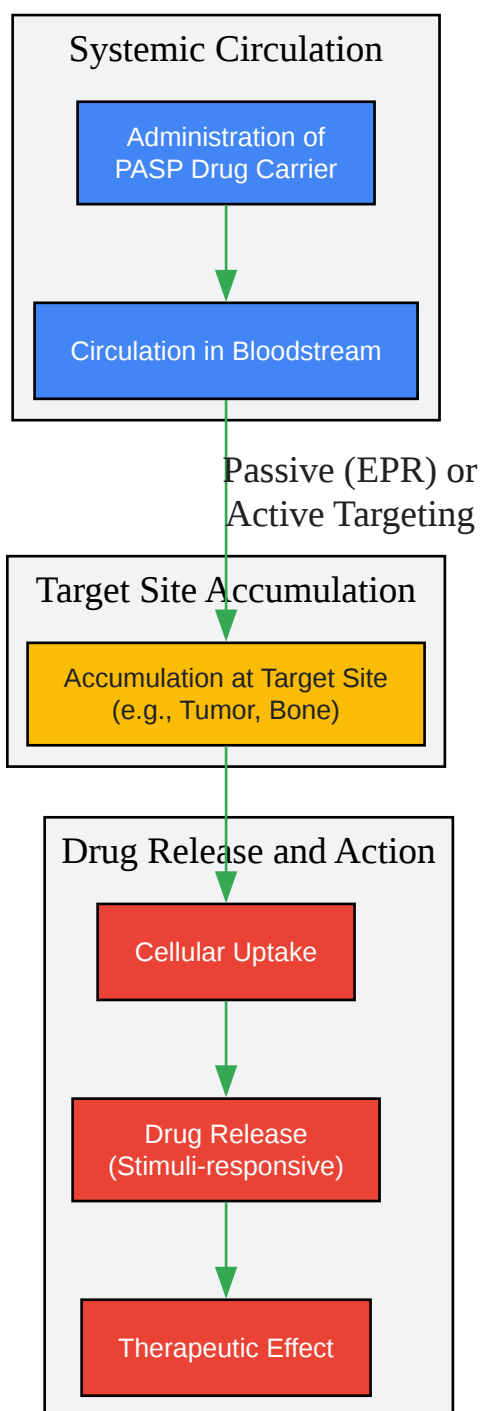 Systemic Circulation
Administration of
PASP Drug Carrier
Circulation in Bloodstream
Passive (EPR) or
Active Targeting
Target Site Accumulation
Accumulation at Target Site
(e.g., Tumor, Bone)
Drug Release and Action
Cellular Uptake
Drug Release
(Stimuli-responsive)
Therapeutic Effect